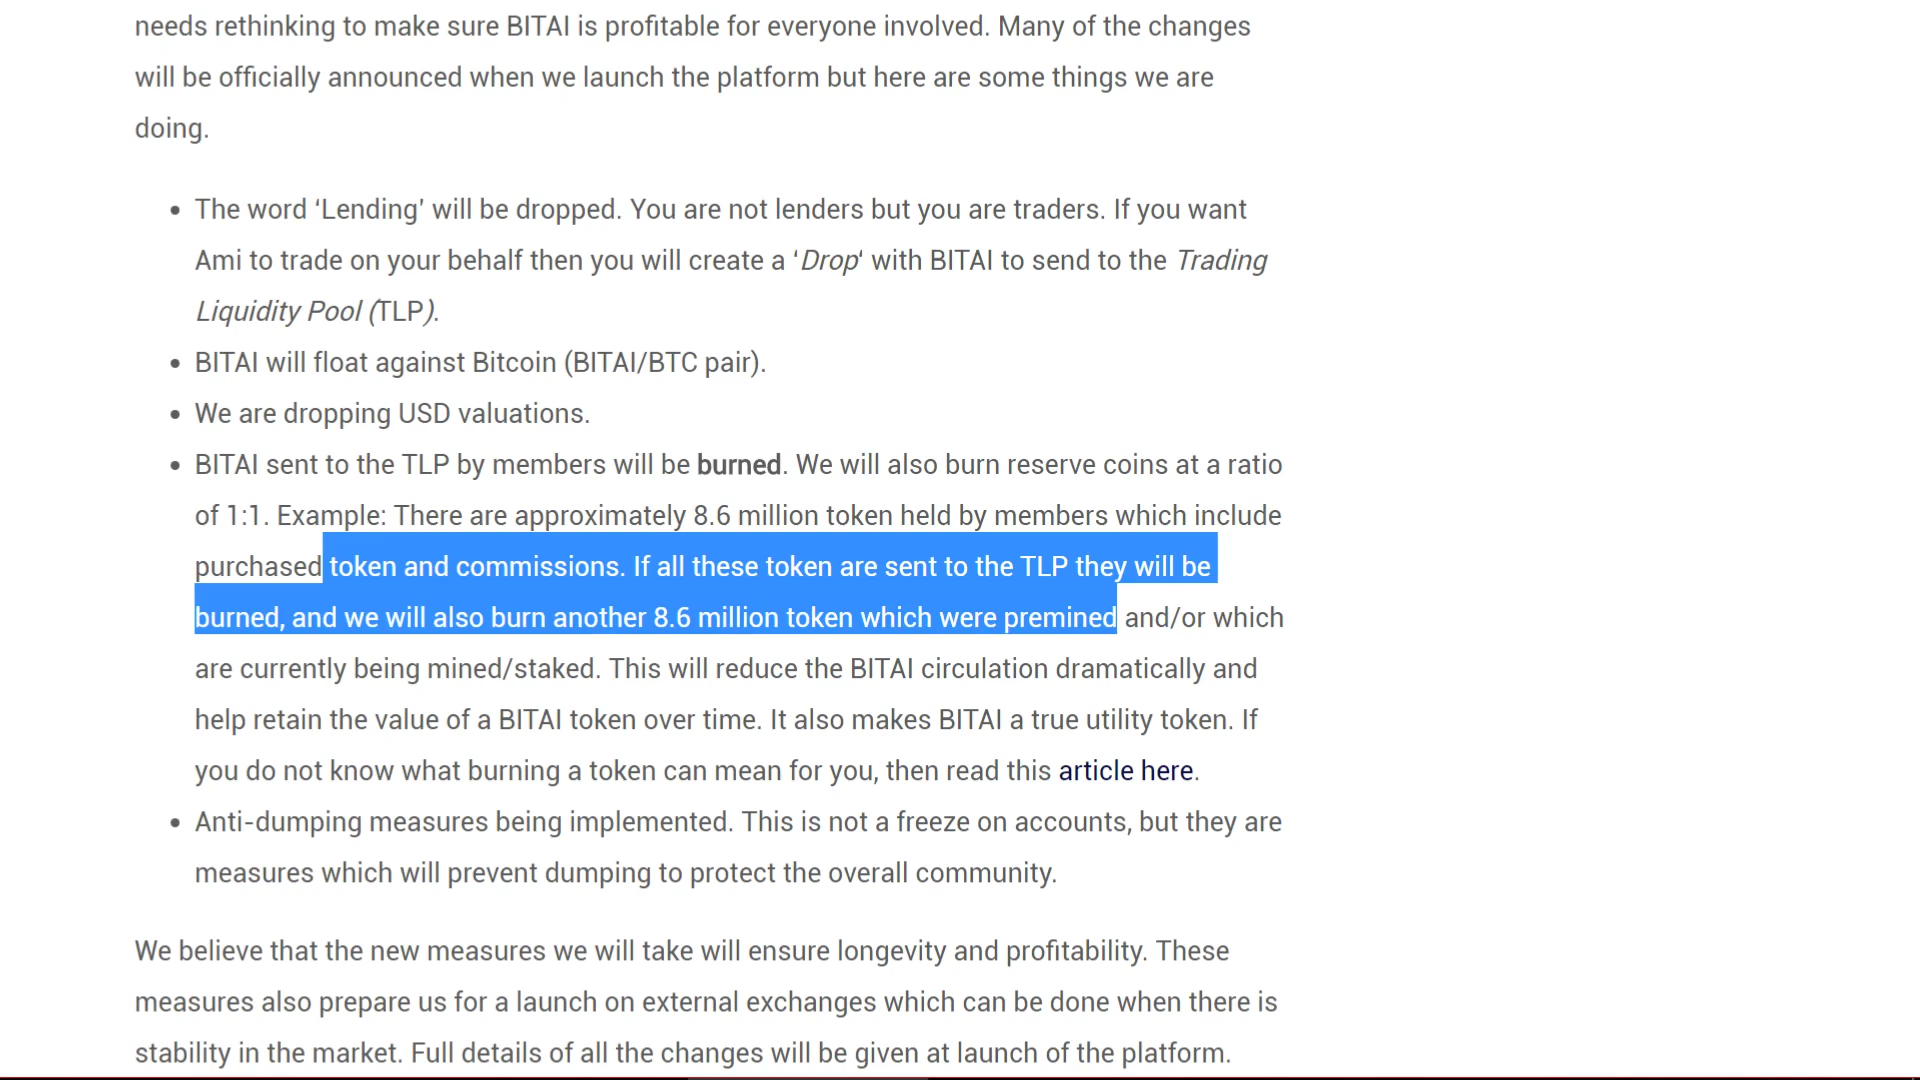 needs rethinking to make sure BITAI is profitable for everyone involved. Many of the changes
will be officially announced when we launch the platform but here are some things we are
doing.
• The word ‘Lending’ will be dropped. You are not lenders but you are traders. If you want
Ami to trade on your behalf then you will create a ‘Drop‘ with BITAI to send to the Trading
Liquidity Pool (TLP).
• BITAI will float against Bitcoin (BITAI/BTC pair).
• We are dropping USD valuations.
• BITAI sent to the TLP by members will be burned. We will also burn reserve coins at a ratio
of 1:1. Example: There are approximately 8.6 million token held by members which include
purchased token and commissions. If all these token are sent to the TLP they will be
burned, and we will also burn another 8.6 million token which were premined and/or which
are currently being mined/staked. This will reduce the BITAI circulation dramatically and
help retain the value of a BITAI token over time. It also makes BITAI a true utility token. If
you do not know what burning a token can mean for you, then read this article here.
• Anti-dumping measures being implemented. This is not a freeze on accounts, but they are
measures which will prevent dumping to protect the overall community.
We believe that the new measures we will take will ensure longevity and profitability. These
measures also prepare us for a launch on external exchanges which can be done when there is
stability in the market. Full details of all the changes will be given at launch of the platform.